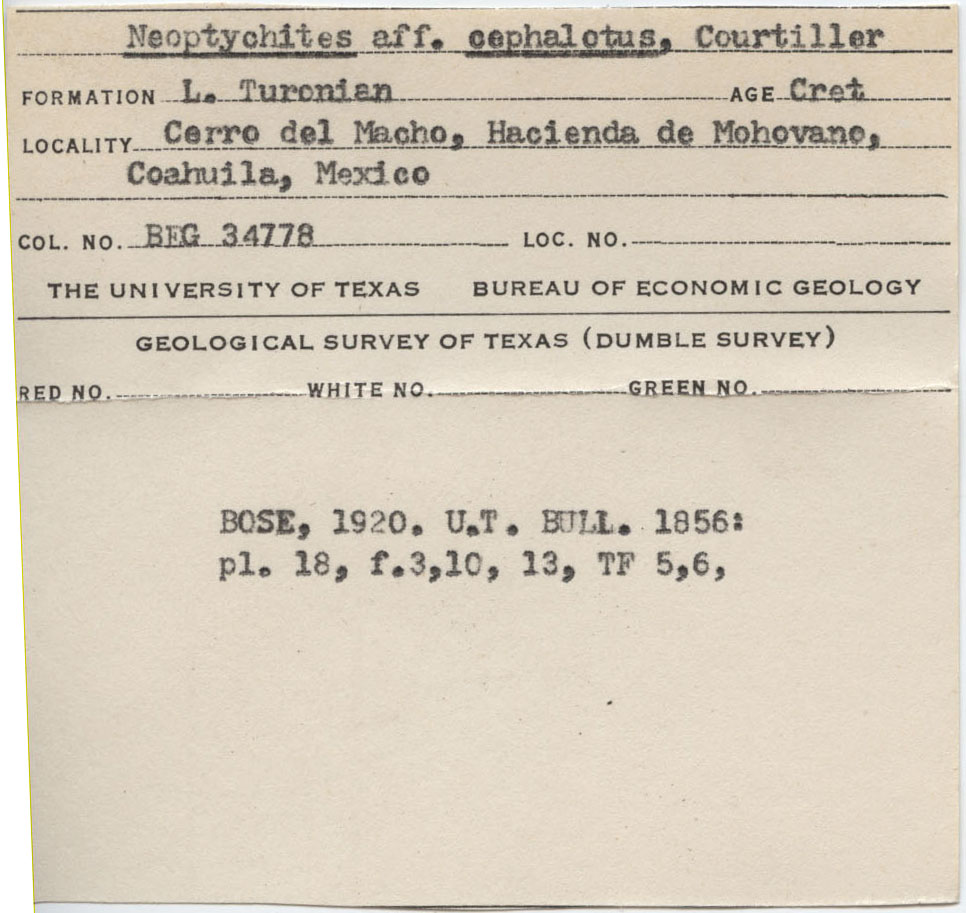 Neoptychites aff. cephalotus, Courtiller
FORMATION L. Turonian AGE Cret
LOCALITY Cerro del Macho, Hacienda de Mohovano,
Coahuila, Mexico
COL. NO. BEG 34778 LOC. NO.
THE UNIVERSITY OF TEXAS BUREAU OF ECONOMIC GEOLOGY
GEOLOGICAL SURVEY OF TEXAS (DUMBLE SURVEY)
RED NO. WHITE NO. GREEN NO.
BOSE, 1920. U.T. BULL. 1856:
pl. 18, f.3,10, 13, TF 5,6,